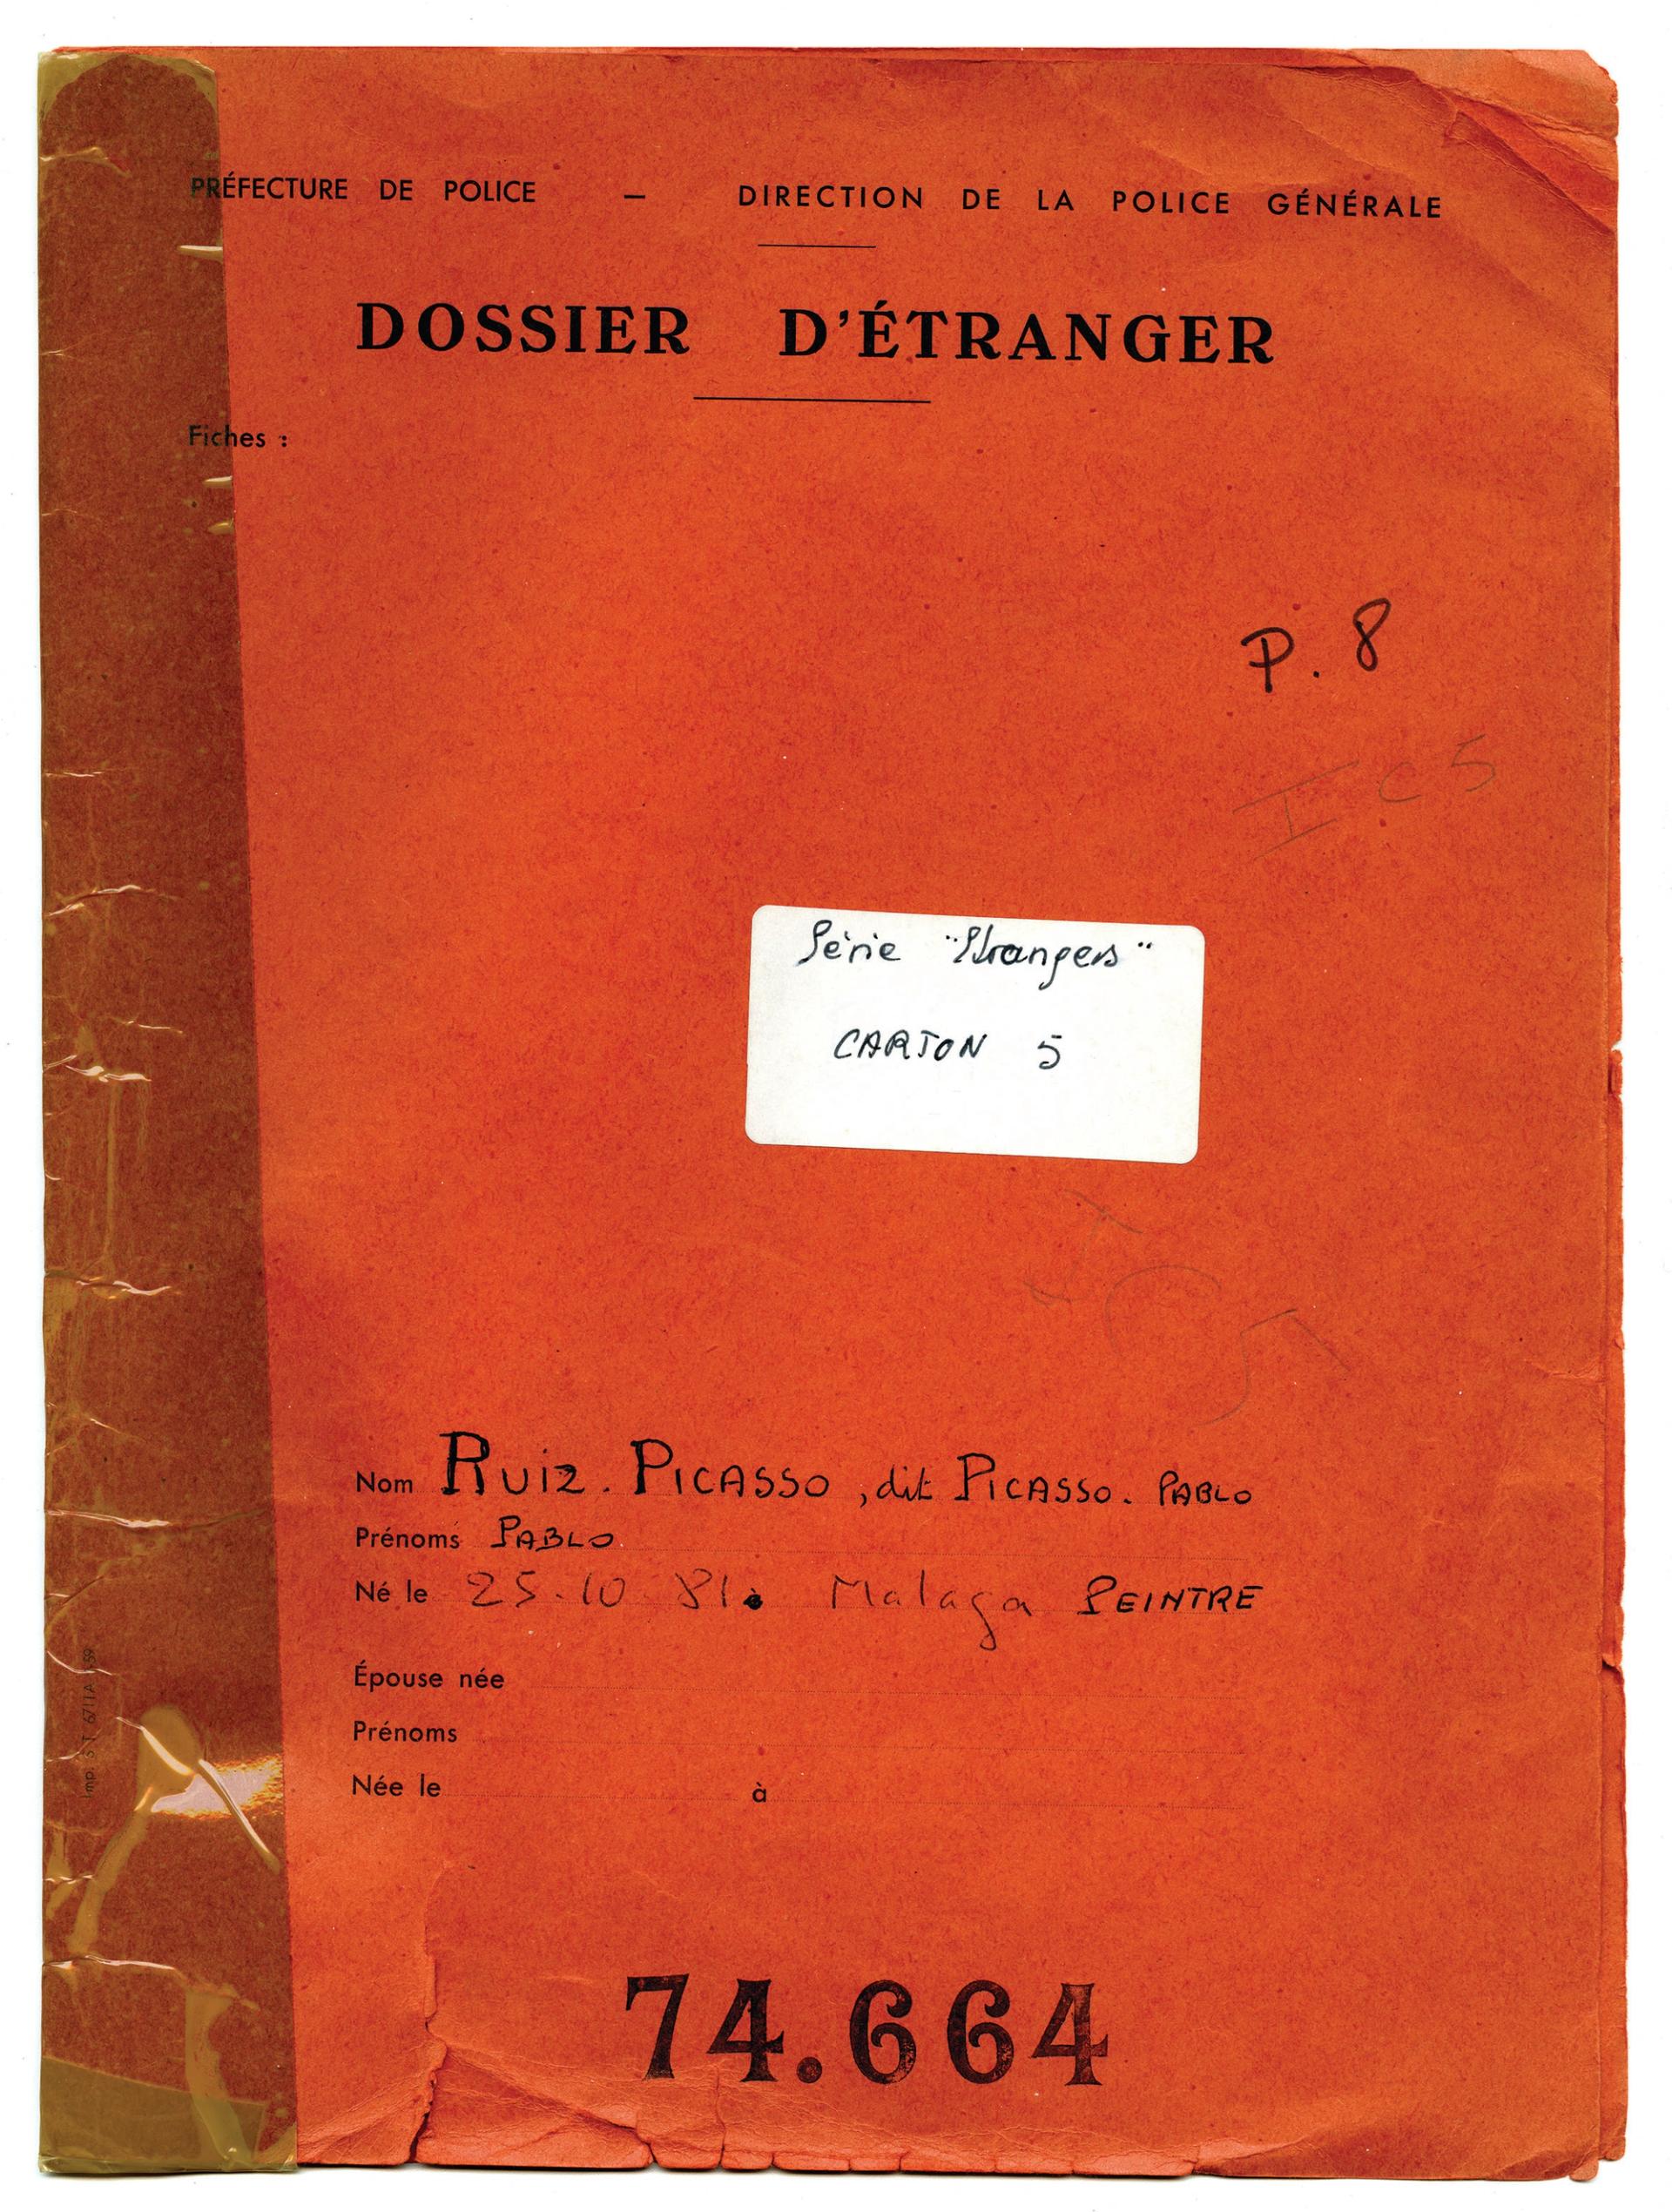 PRÉFECTURE DE POLICE — DIRECTION DE LA POLICE GÉNÉRALE
DOSSIER D'ÉTRANGER
Fiches :
P. 8
I C 5
Série "Etrangers"
CARTON 5
Nom RUIZ. PICASSO, dit PICASSO. PABLO
Prénoms PABLO
Né le 25.10.81 à Malaga PEINTRE
Épouse née
Prénoms
Née le à
74.664